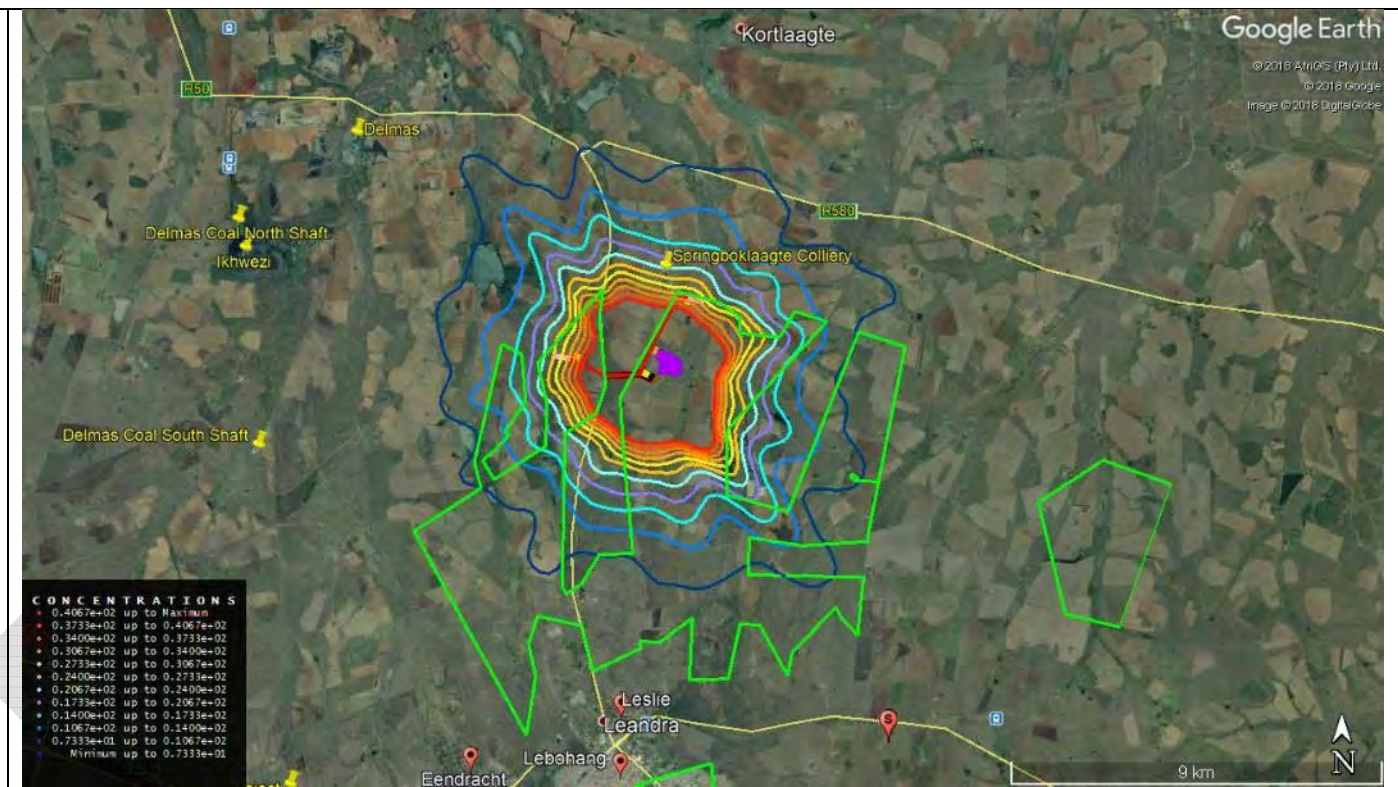 Kortlaagte
Google Earth
© 2018 AfriGIS (Pty) Ltd.
© 2018 Google
Image © 2018 DigitalGlobe
R50
Delmas
R580
Delmas Coal North Shaft
Ikhwezi
Springboklaagte Colliery
Delmas Coal South Shaft
CONCENTRATIONS
0.4067e+02 up to Maximum
0.3733e+02 up to 0.4067e+02
0.3400e+02 up to 0.3733e+02
0.3067e+02 up to 0.3400e+02
0.2733e+02 up to 0.3067e+02
0.2400e+02 up to 0.2733e+02
0.2067e+02 up to 0.2400e+02
0.1733e+02 up to 0.2067e+02
0.1400e+02 up to 0.1733e+02
0.1067e+02 up to 0.1400e+02
0.7333e+01 up to 0.1067e+02
Minimum up to 0.7333e+01
Leslie
Leandra
S
Lebohang
Eendracht
N
9 km